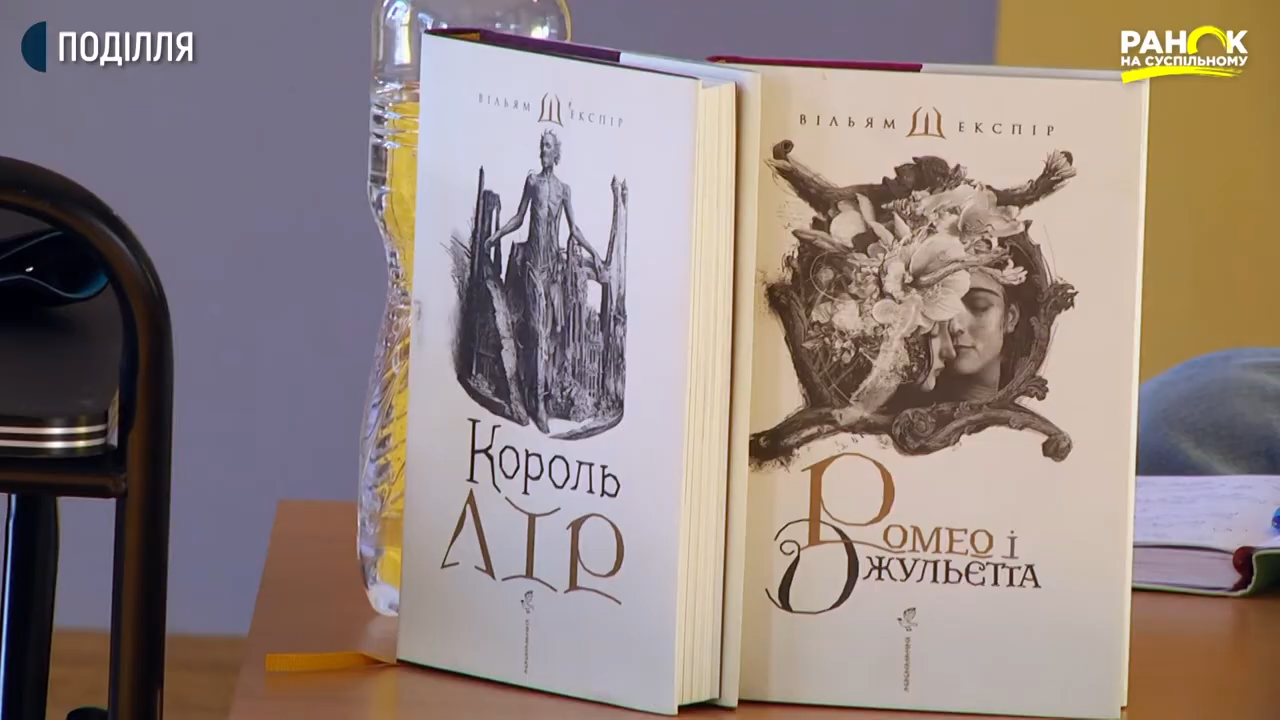 ПОДІЛЛЯ
РАНОК
НА СУСПІЛЬНОМУ
ВІЛЬЯМ ШЕКСПІР
Король
Лір
ВІЛЬЯМ ШЕКСПІР
Ромео і
Джульєтта